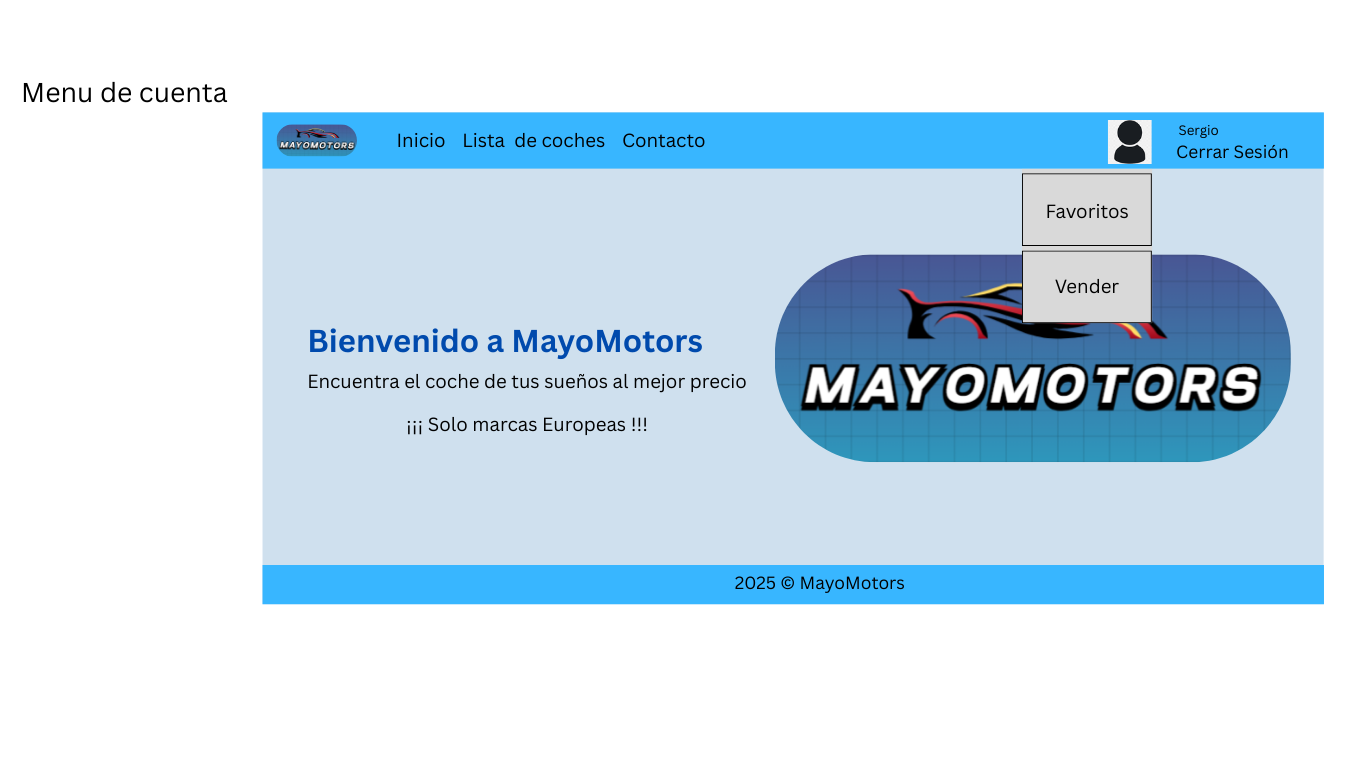 Menu de cuenta
MAYOMOTORS
Inicio Lista de coches Contacto
Sergio
Cerrar Sesión
Favoritos
Vender
Bienvenido a MayoMotors
Encuentra el coche de tus sueños al mejor precio
¡¡¡ Solo marcas Europeas !!!
MAYOMOTORS
2025 © MayoMotors